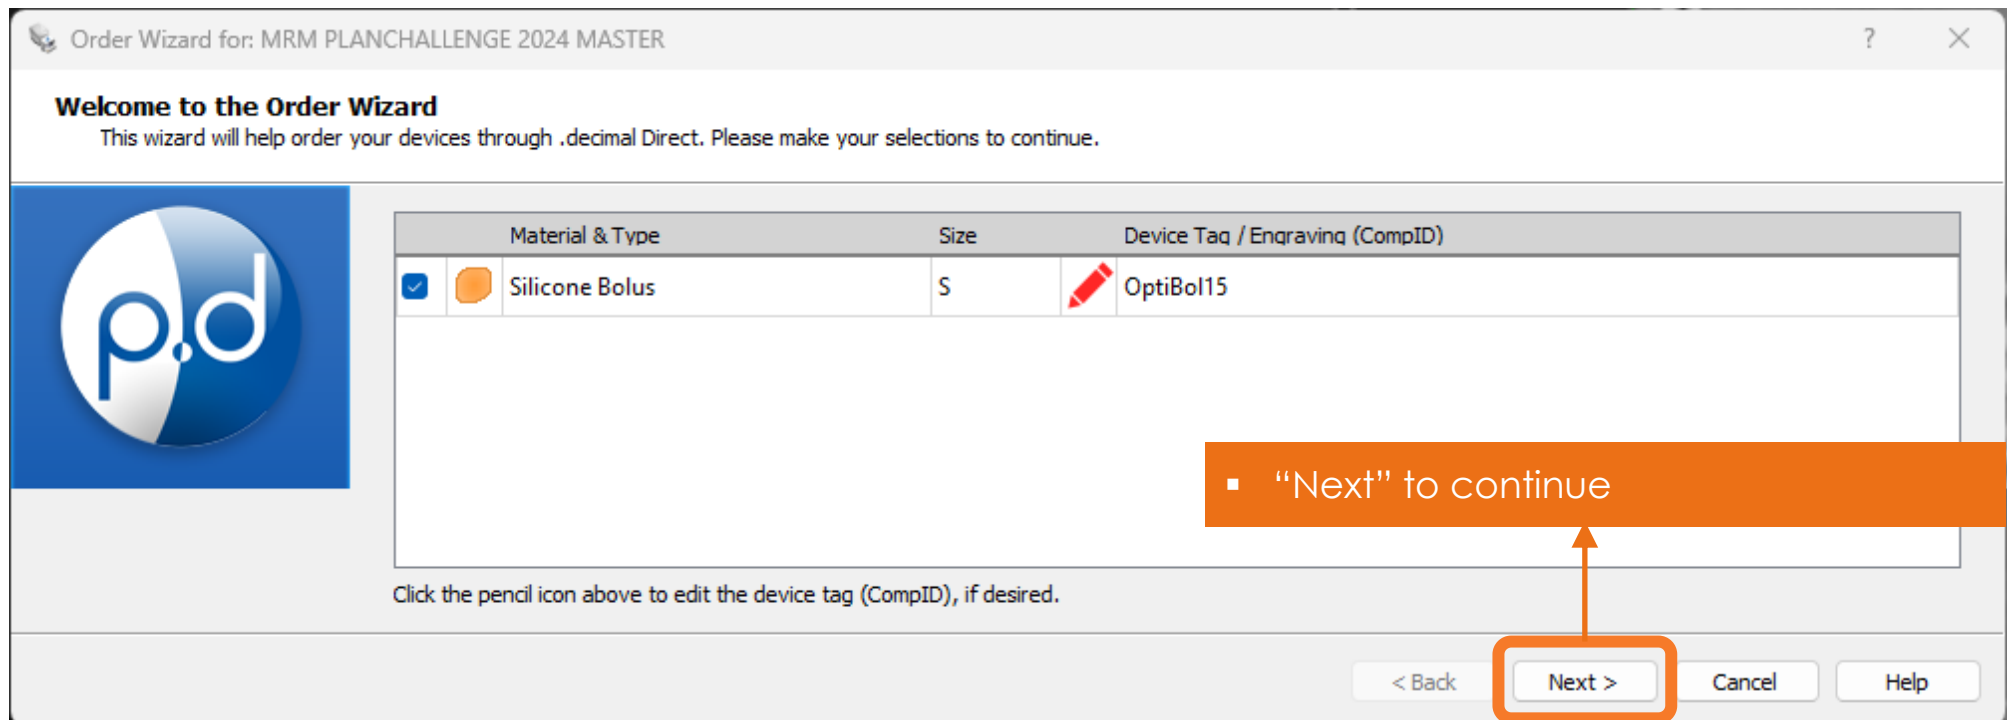 Order Wizard for: MRM PLANCHALLENGE 2024 MASTER
?
Welcome to the Order Wizard
This wizard will help order your devices through .decimal Direct. Please make your selections to continue.
p.d
Material & Type Size Device Tag / Engraving (CompID)
Silicone Bolus S OptiBol15
▪ “Next” to continue
Click the pencil icon above to edit the device tag (CompID), if desired.
< Back Next > Cancel Help